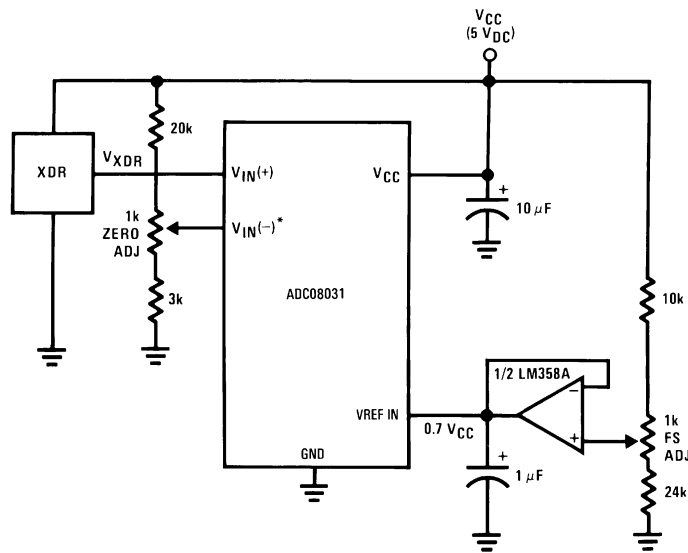 VCC
(5 VDC)
20k
XDR
VXDR
VIN(+)
VCC
+
10 µF
1k
ZERO
ADJ
VIN(–)*
3k
ADC08031
10k
1/2 LM358A
–
+
VREF IN
0.7 VCC
1k
FS
ADJ
GND
+
1 µF
24k